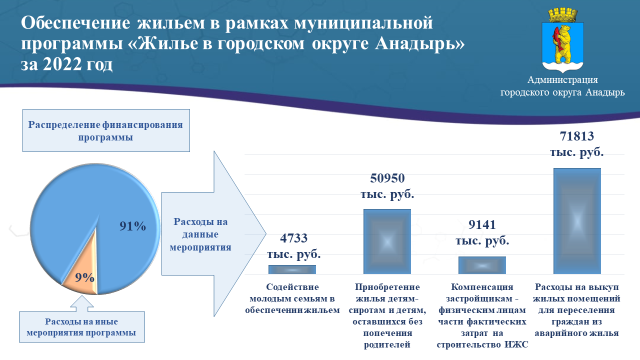 Обеспечение жильем в рамках муниципальной
программы «Жилье в городском округе Анадырь»
за 2022 год
Администрация
городского округа Анадырь
Распределение финансирования
программы
91%
9%
Расходы на иные
мероприятия программы
Расходы на
данные
мероприятия
4733
тыс. руб.
Содействие
молодым семьям в
обеспечении жильем
50950
тыс. руб.
Приобретение
жилья детям-
сиротам и детям,
оставшихся без
попечения
родителей
9141
тыс. руб.
Компенсация
застройщикам -
физическим лицам
части фактических
затрат на
строительство ИЖС
71813
тыс. руб.
Расходы на выкуп
жилых помещений
для переселения
граждан из
аварийного жилья